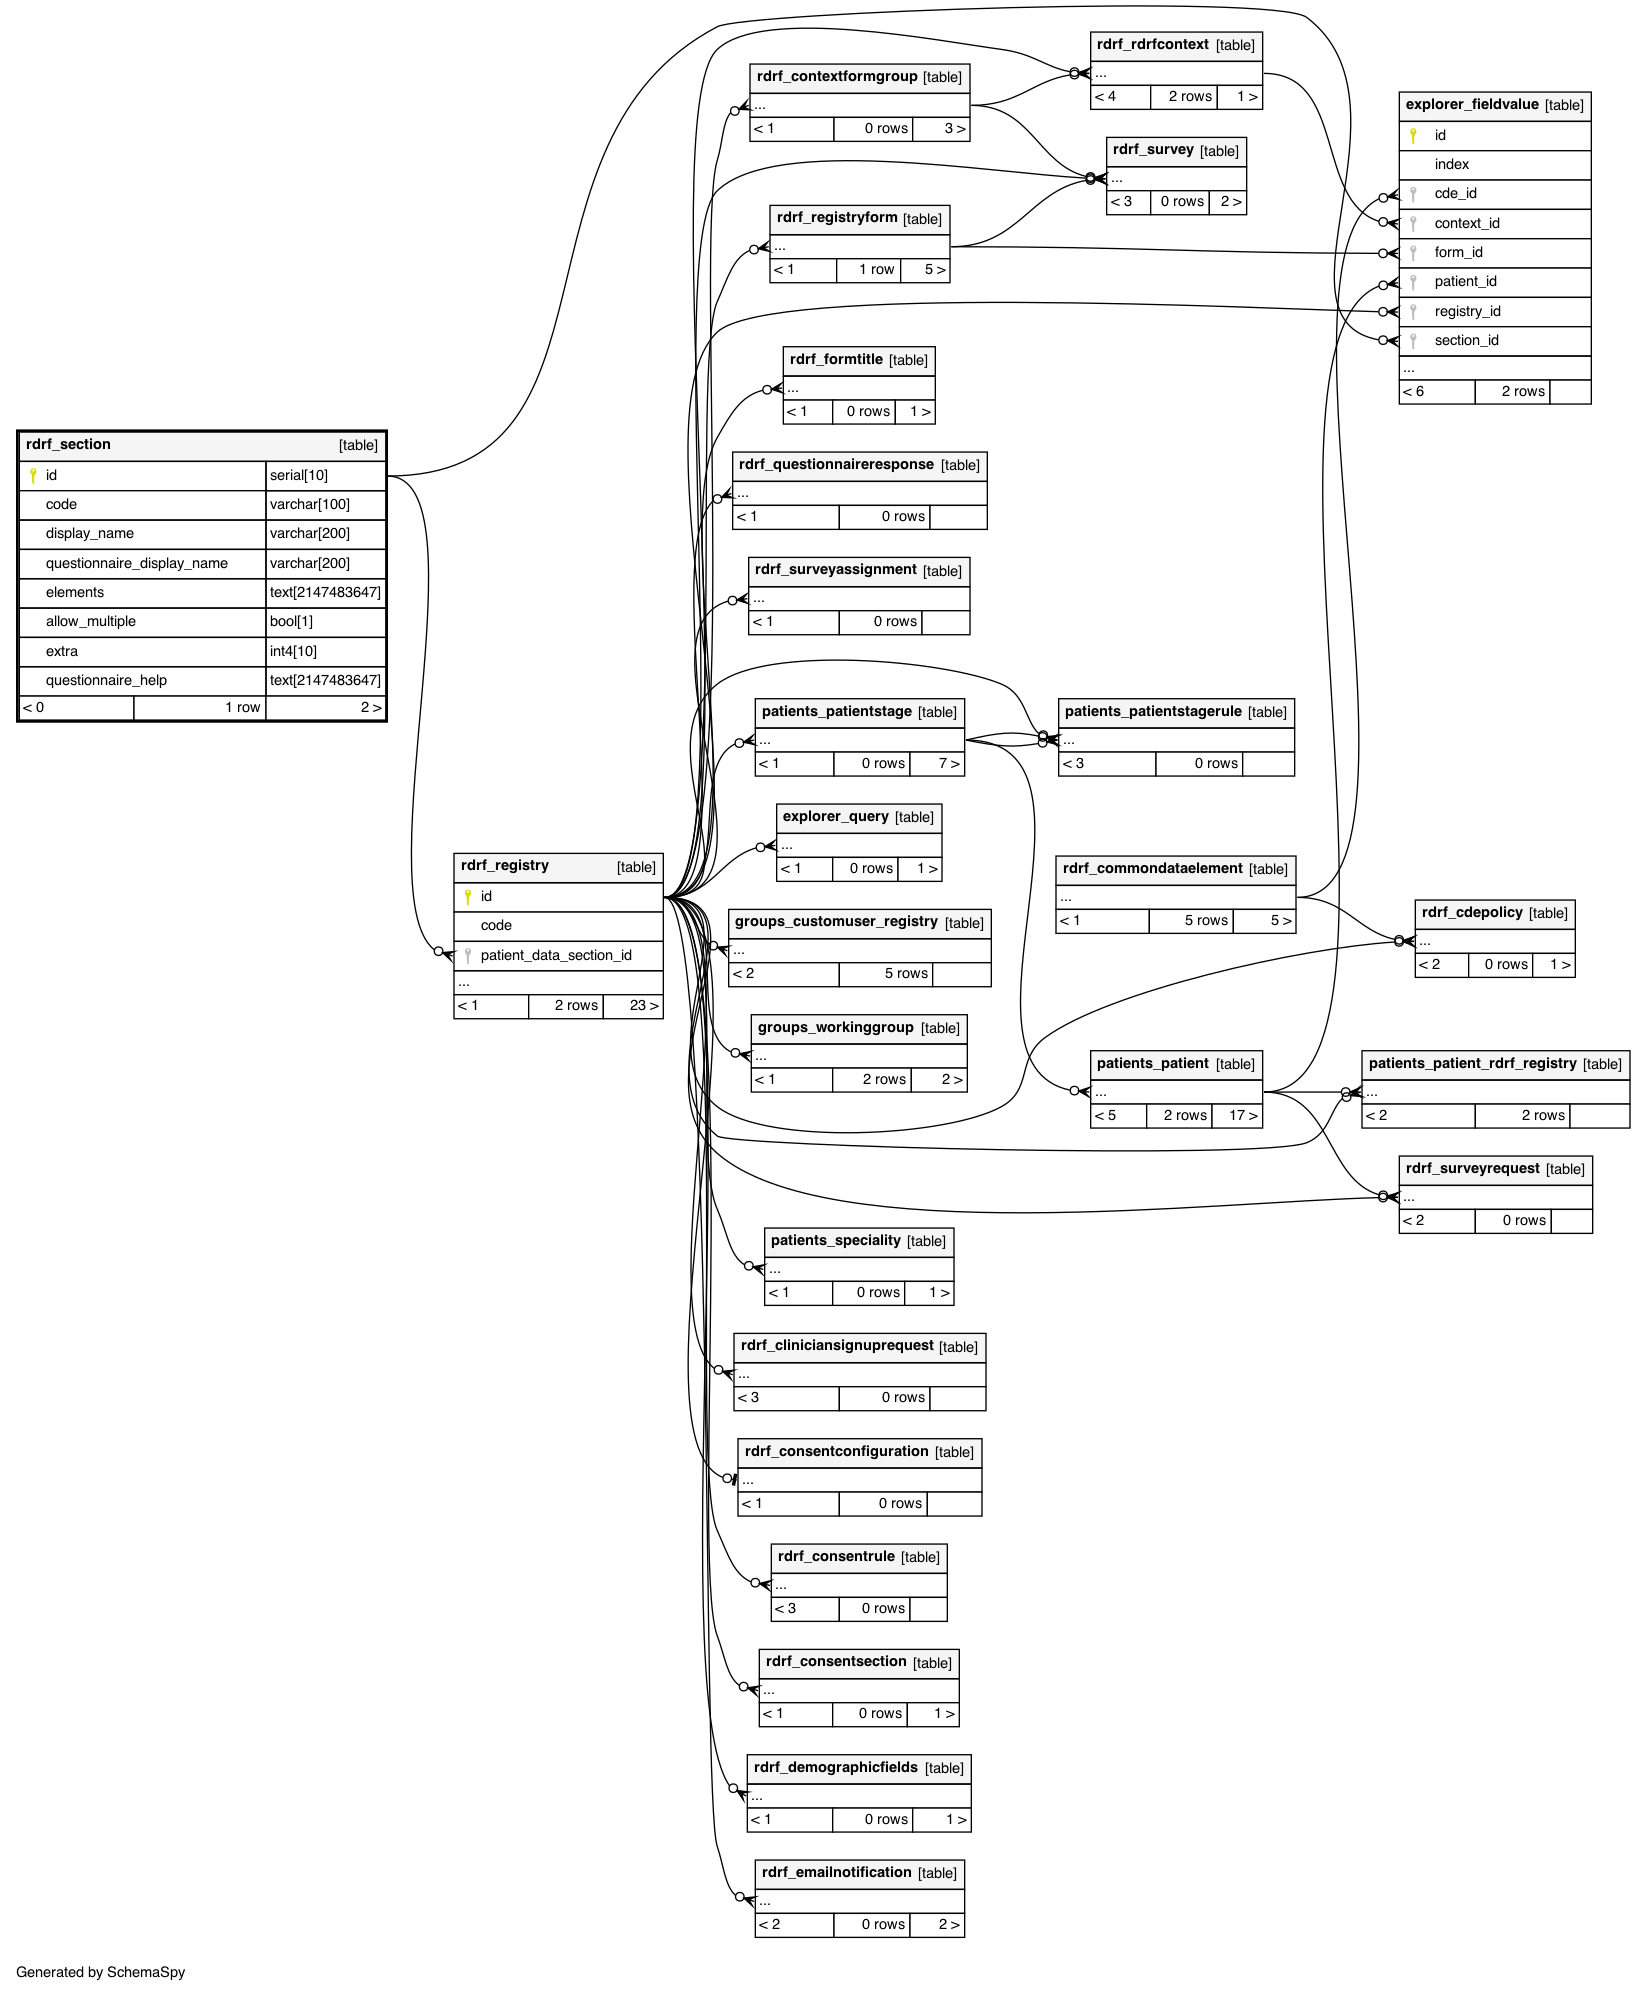 rdrf_section [table]
id serial[10]
code varchar[100]
display_name varchar[200]
questionnaire_display_name varchar[200]
elements text[2147483647]
allow_multiple bool[1]
extra int4[10]
questionnaire_help text[2147483647]
< 0 1 row 2 >
rdrf_registry [table]
id
code
patient_data_section_id
...
< 1 2 rows 23 >
rdrf_contextformgroup [table]
...
< 1 0 rows 3 >
rdrf_registryform [table]
...
< 1 1 row 5 >
rdrf_formtitle [table]
...
< 1 0 rows 1 >
rdrf_questionnaireresponse [table]
...
< 1 0 rows
rdrf_surveyassignment [table]
...
< 1 0 rows
patients_patientstage [table]
...
< 1 0 rows 7 >
explorer_query [table]
...
< 1 0 rows 1 >
groups_customuser_registry [table]
...
< 2 5 rows
groups_workinggroup [table]
...
< 1 2 rows 2 >
patients_speciality [table]
...
< 1 0 rows 1 >
rdrf_cliniciansignuprequest [table]
...
< 3 0 rows
rdrf_consentconfiguration [table]
...
< 1 0 rows
rdrf_consentrule [table]
...
< 3 0 rows
rdrf_consentsection [table]
...
< 1 0 rows 1 >
rdrf_demographicfields [table]
...
< 1 0 rows 1 >
rdrf_emailnotification [table]
...
< 2 0 rows 2 >
rdrf_rdrfcontext [table]
...
< 4 2 rows 1 >
rdrf_survey [table]
...
< 3 0 rows 2 >
patients_patientstagerule [table]
...
< 3 0 rows
rdrf_commondataelement [table]
...
< 1 5 rows 5 >
patients_patient [table]
...
< 5 2 rows 17 >
explorer_fieldvalue [table]
id
index
cde_id
context_id
form_id
patient_id
registry_id
section_id
...
< 6 2 rows
rdrf_cdepolicy [table]
...
< 2 0 rows 1 >
patients_patient_rdrf_registry [table]
...
< 2 2 rows
rdrf_surveyrequest [table]
...
< 2 0 rows
Generated by SchemaSpy